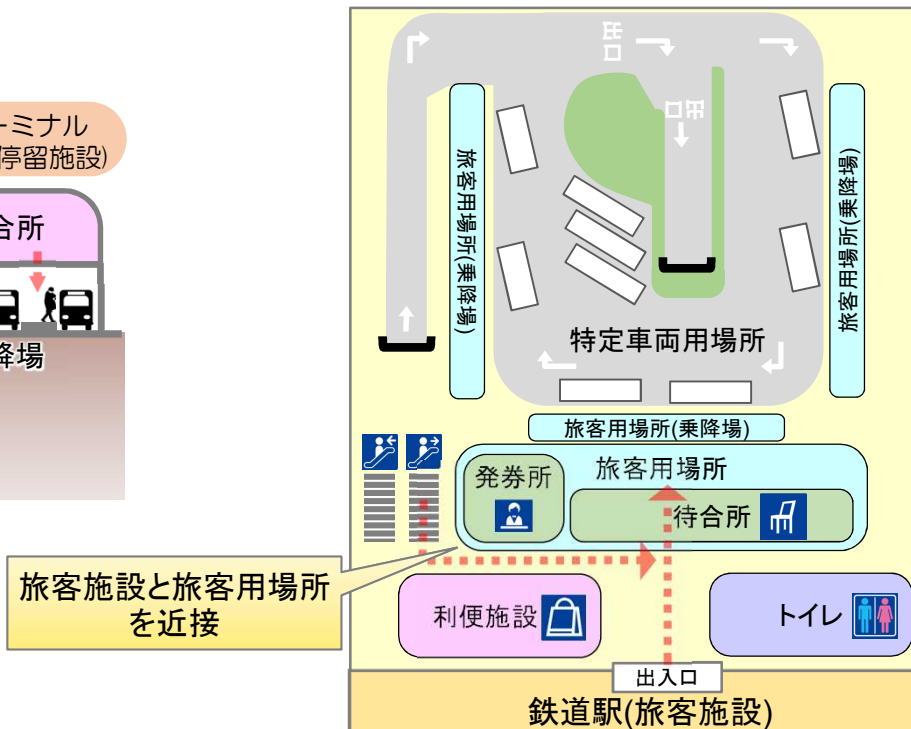 ーミナル
停留施設)
合所
降場
旅客施設と旅客用場所
を近接
出口
出口
旅客用場所(乗降場)
旅客用場所(乗降場)
特定車両用場所
旅客用場所(乗降場)
発券所
旅客用場所
待合所
利便施設
トイレ
出入口
鉄道駅(旅客施設)